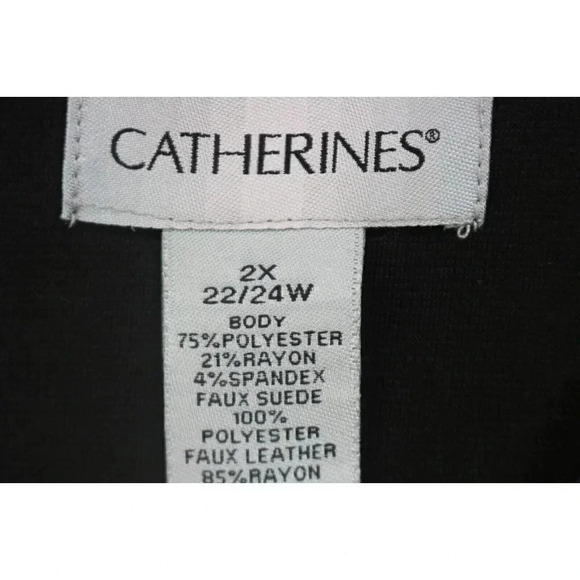 CATHERINES®
2X
22/24W
BODY
75%POLYESTER
21%RAYON
4%SPANDEX
FAUX SUEDE
100%
POLYESTER
FAUX LEATHER
85%RAYON